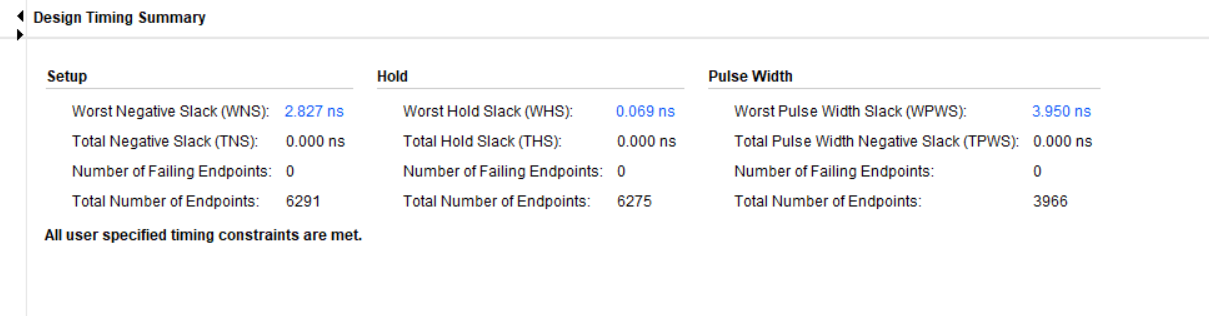 Design Timing Summary
Setup Hold Pulse Width
Worst Negative Slack (WNS): 2.827 ns Worst Hold Slack (WHS): 0.069 ns Worst Pulse Width Slack (WPWS): 3.950 ns
Total Negative Slack (TNS): 0.000 ns Total Hold Slack (THS): 0.000 ns Total Pulse Width Negative Slack (TPWS): 0.000 ns
Number of Failing Endpoints: 0 Number of Failing Endpoints: 0 Number of Failing Endpoints: 0
Total Number of Endpoints: 6291 Total Number of Endpoints: 6275 Total Number of Endpoints: 3966
All user specified timing constraints are met.